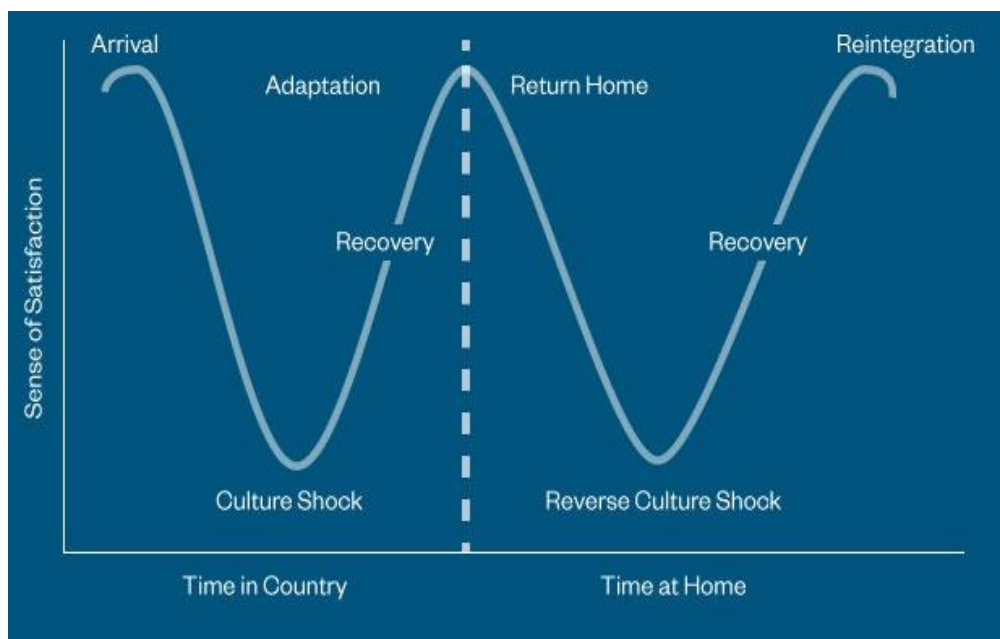 Arrival
Reintegration
Adaptation
Return Home
Recovery
Recovery
Sense of Satisfaction
Culture Shock
Reverse Culture Shock
Time in Country
Time at Home